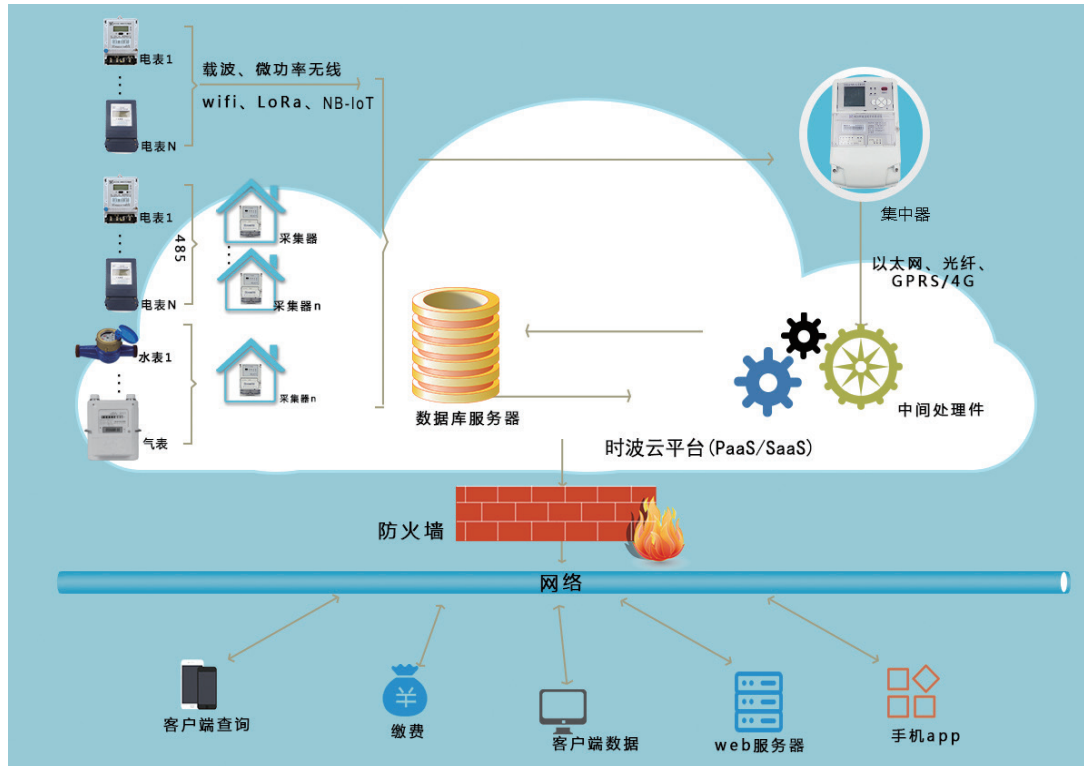 电表1
载波、微功率无线
wifi、LoRa、NB-IoT
电表N
电表1
485
采集器
电表N
采集器n
水表1
采集器n
气表
集中器
以太网、光纤、
GPRS/4G
数据库服务器
中间处理件
时波云平台(PaaS/SaaS)
防火墙
网络
客户端查询
¥
缴费
客户端数据
web服务器
手机app